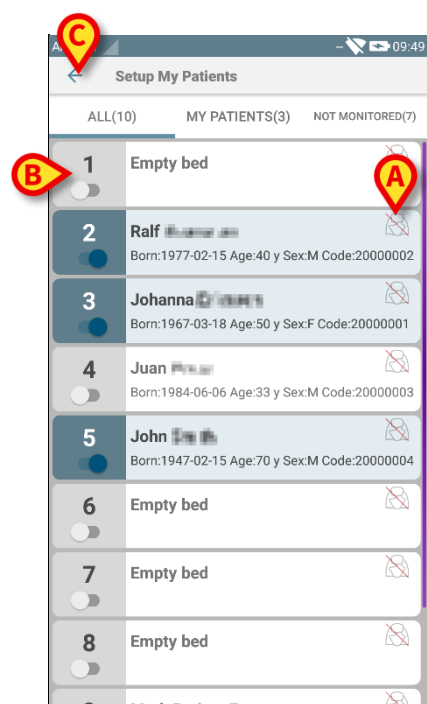 C
-- 09:49
Setup My Patients
ALL(10) MY PATIENTS(3) NOT MONITORED(7)
1 Empty bed
B
A
2 Ralf
Born:1977-02-15 Age:40 y Sex:M Code:20000002
3 Johanna
Born:1967-03-18 Age:50 y Sex:F Code:20000001
4 Juan
Born:1984-06-06 Age:33 y Sex:M Code:20000003
5 John
Born:1947-02-15 Age:70 y Sex:M Code:20000004
6 Empty bed
7 Empty bed
8 Empty bed